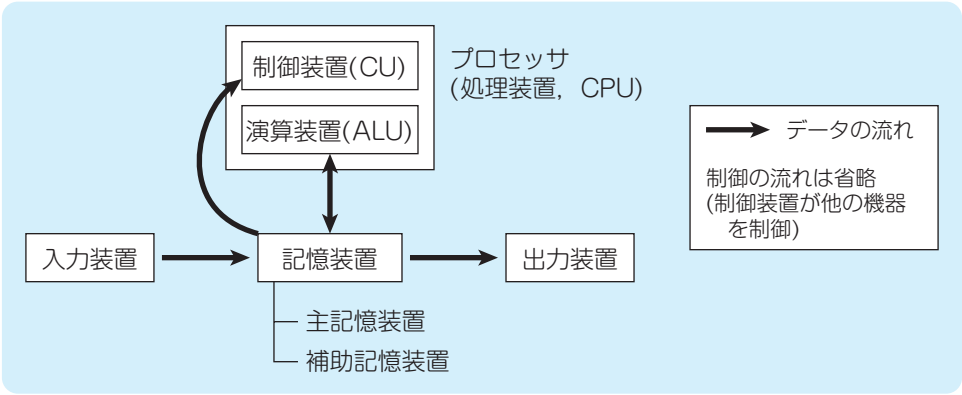 制御装置(CU)
演算装置(ALU)
プロセッサ
(処理装置，CPU)
データの流れ
制御の流れは省略
(制御装置が他の機器
を制御)
入力装置
記憶装置
出力装置
主記憶装置
補助記憶装置